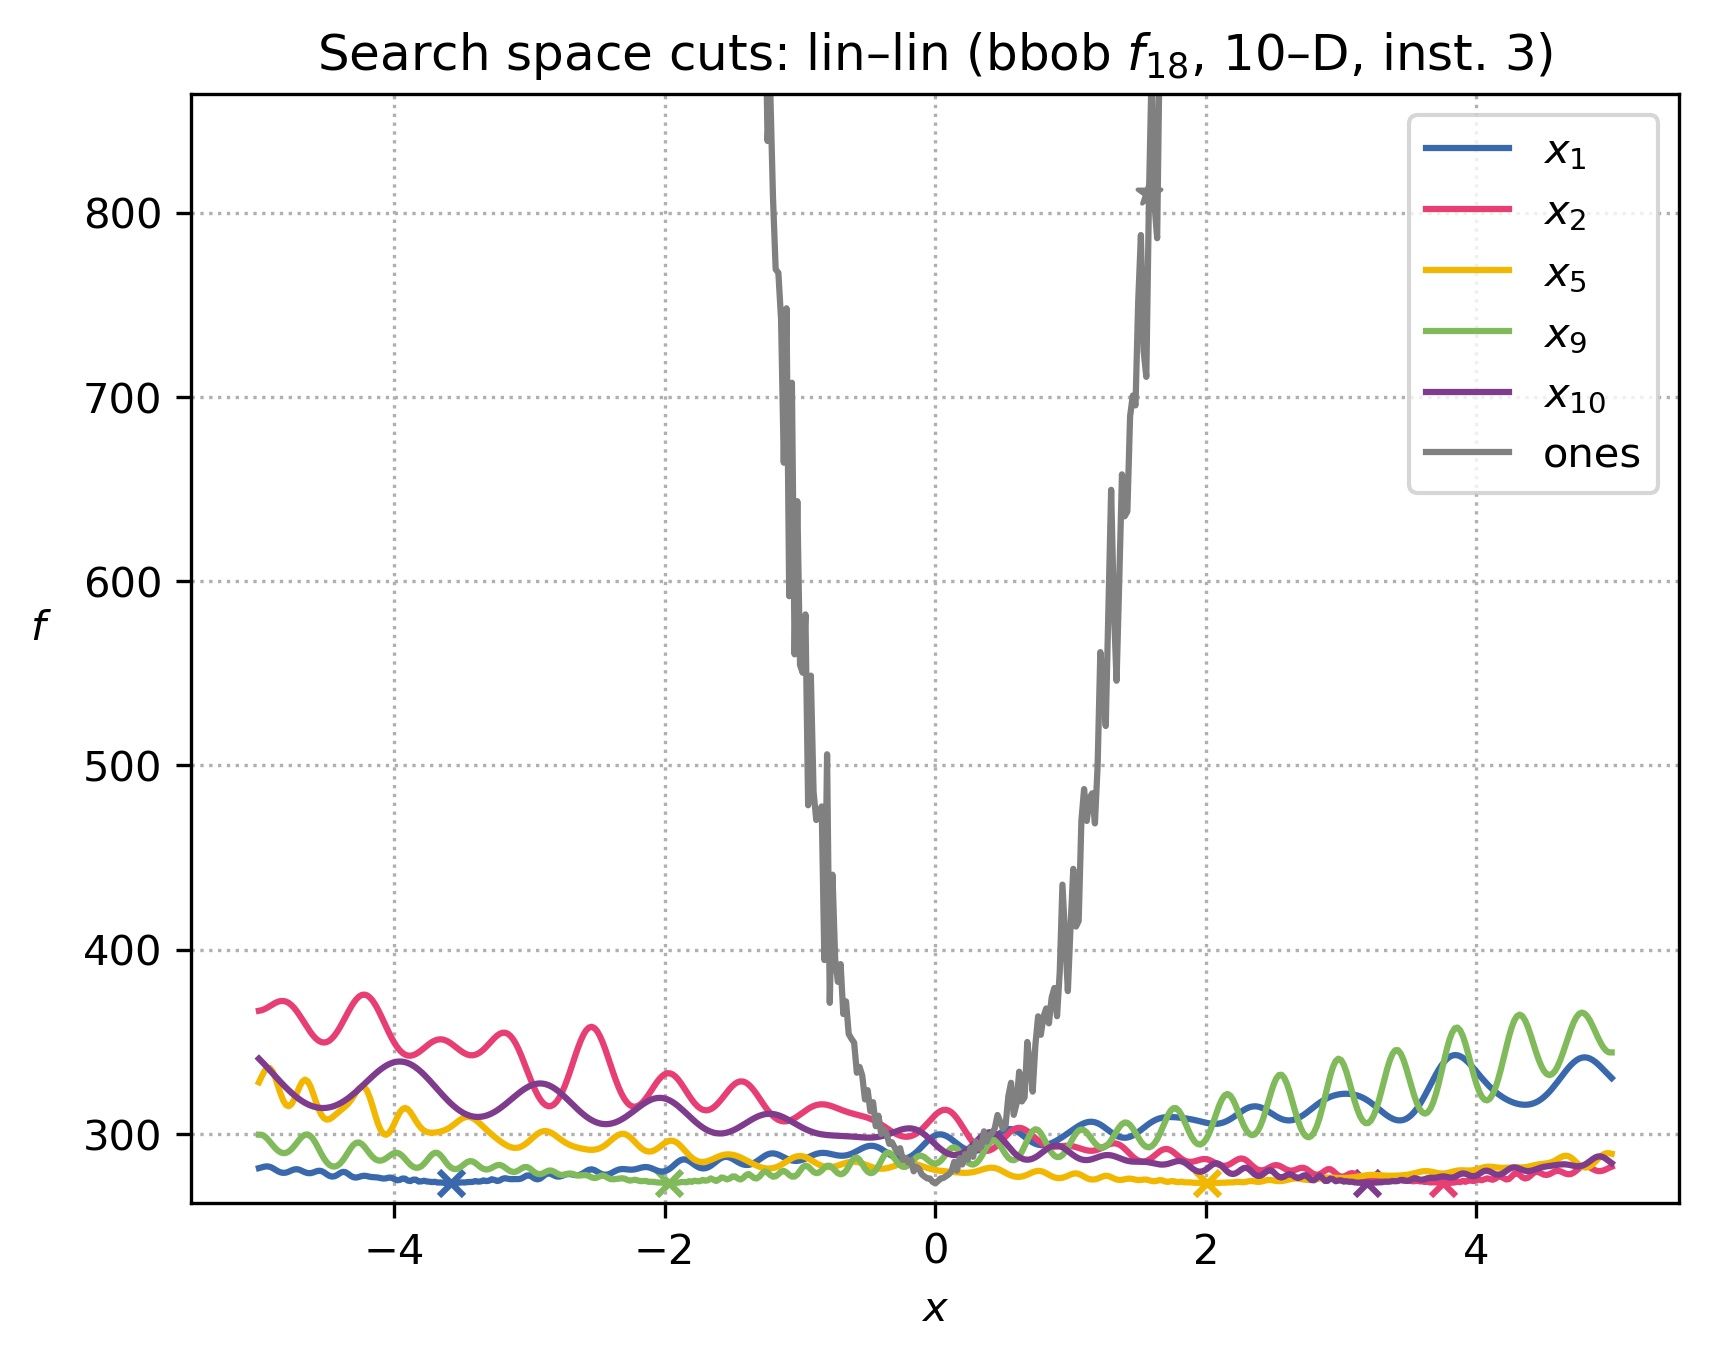 Search space cuts: lin–lin (bbob f₁₈, 10–D, inst. 3)
x₁
x₂
x₅
x₉
x₁₀
ones
800
700
600
500
400
300
f
−4
−2
0
2
4
x